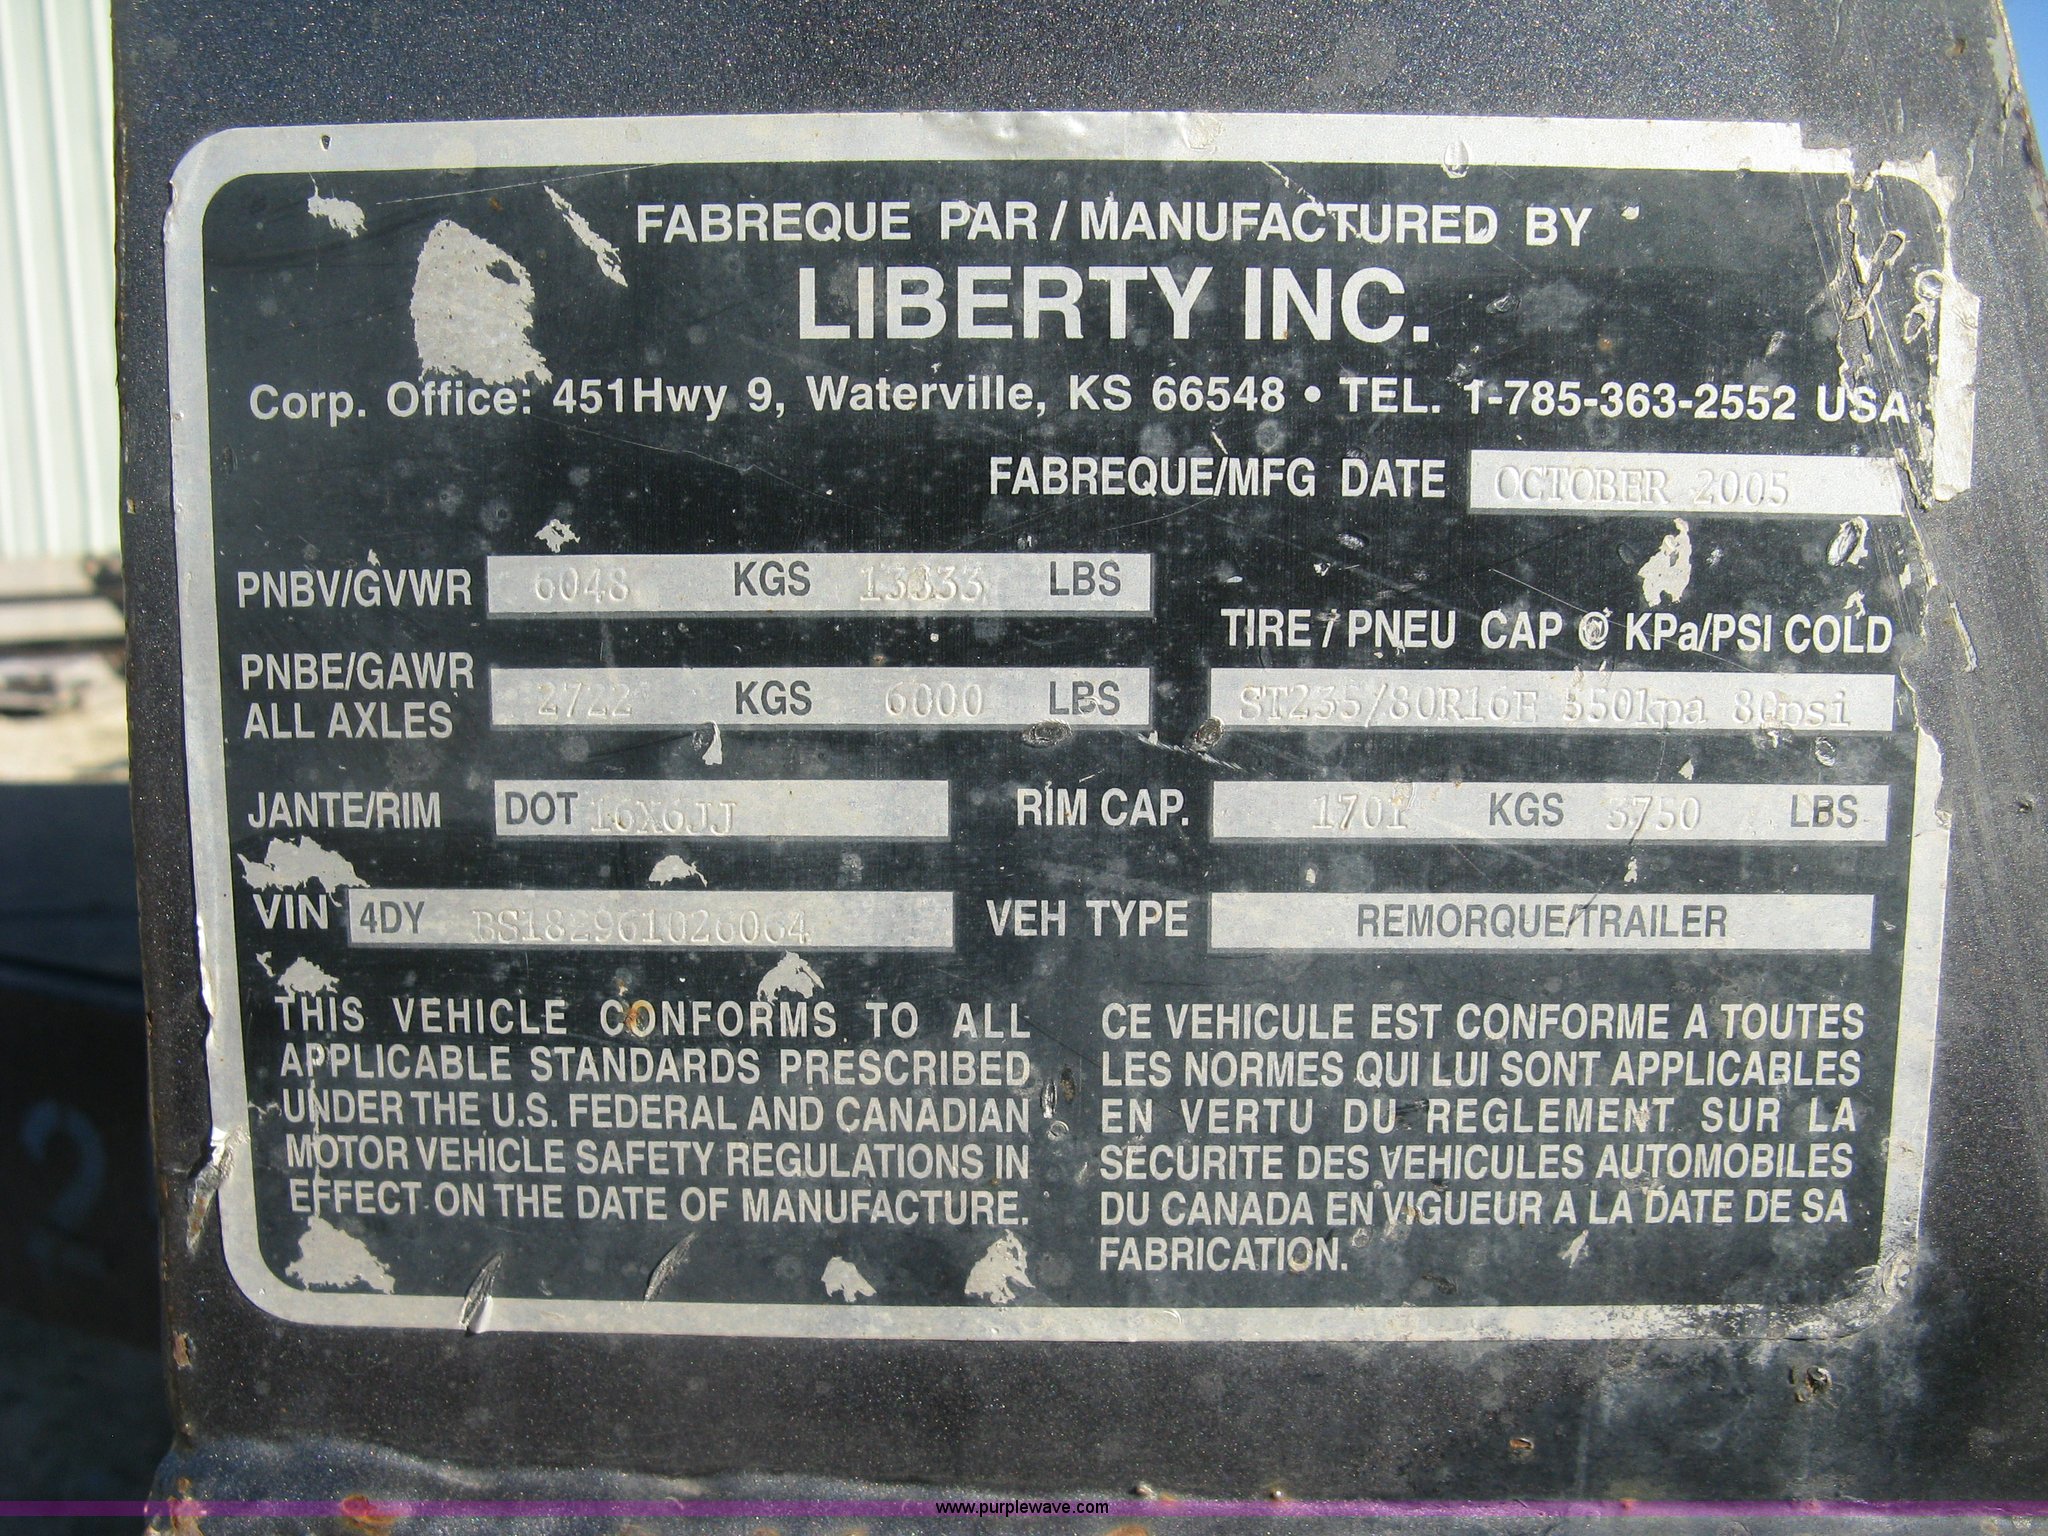 FABREQUE PAR / MANUFACTURED BY
LIBERTY INC.
Corp. Office: 451Hwy 9, Waterville, KS 66548 • TEL. 1-785-363-2552 USA
FABREQUE/MFG DATE OCTOBER 2005
PNBV/GVWR 6048 KGS 13333 LBS
TIRE / PNEU CAP @ KPa/PSI COLD
PNBE/GAWR ALL AXLES 2722 KGS 6000 LBS
ST235/80R16E 550kpa 80psi
JANTE/RIM DOT 16X6JJ RIM CAP. 1701 KGS 3750 LBS
VIN 4DY BS182961026064 VEH TYPE REMORQUE/TRAILER
THIS VEHICLE CONFORMS TO ALL
APPLICABLE STANDARDS PRESCRIBED
UNDER THE U.S. FEDERAL AND CANADIAN
MOTOR VEHICLE SAFETY REGULATIONS IN
EFFECT ON THE DATE OF MANUFACTURE.
CE VEHICULE EST CONFORME A TOUTES
LES NORMES QUI LUI SONT APPLICABLES
EN VERTU DU REGLEMENT SUR LA
SECURITE DES VEHICULES AUTOMOBILES
DU CANADA EN VIGUEUR A LA DATE DE SA
FABRICATION.
www.purplewave.com